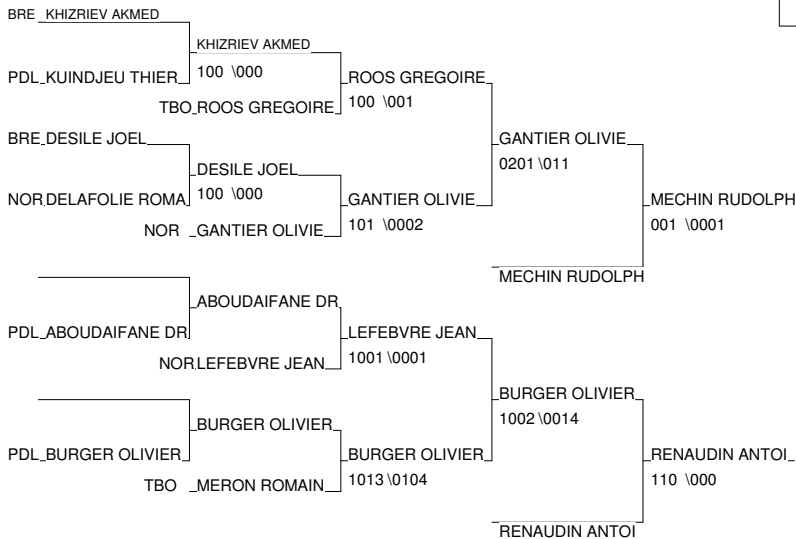 BRE KHIZRIEV AKMED
KHIZRIEV AKMED
PDL KUINDJEU THIER
100 \000
ROOS GREGOIRE
TBO ROOS GREGOIRE
100 \001
BRE DESILE JOEL
GANTIER OLIVIE
0201 \011
DESILE JOEL
100 \000
NOR DELAFOLIE ROMA
GANTIER OLIVIE
MECHIN RUDOLPH
NOR GANTIER OLIVIE
101 \0002
001 \0001
MECHIN RUDOLPH
ABOUDAIFANE DR
PDL ABOUDAIFANE DR
LEFEBVRE JEAN
NOR LEFEBVRE JEAN
1001 \0001
BURGER OLIVIER
1002 \0014
BURGER OLIVIER
PDL BURGER OLIVIER
BURGER OLIVIER
RENAUDIN ANTOI
TBO MERON ROMAIN
1013 \0104
110 \000
RENAUDIN ANTOI